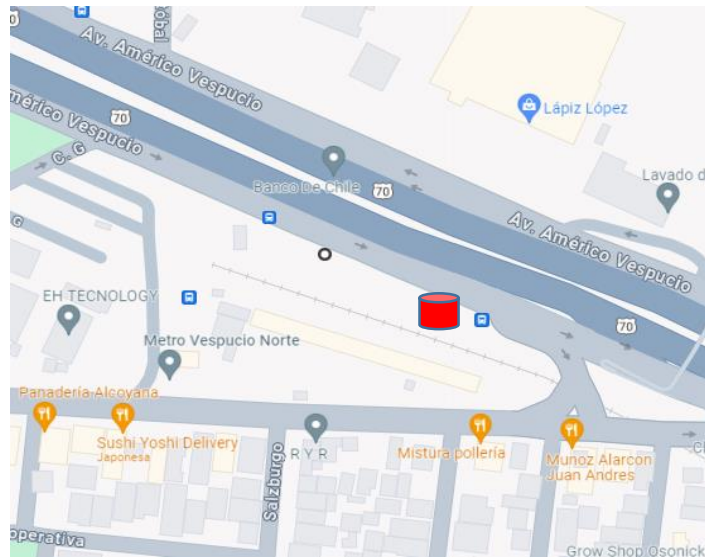 70
obal
Av. Américo Vespucio
mérico Vespucio
70
Lápiz López
C. G
Banco De Chile
70
Lavado d
G
Av. Américo Vespucio
EH TECNOLOGY
70
Metro Vespucio Norte
Panadería Alcoyana
Sushi Yoshi Delivery
Japonesa
Salzburgo
R Y R
Mistura pollería
Munoz Alarcon
Juan Andres
operativa
Grow Shop Osonick